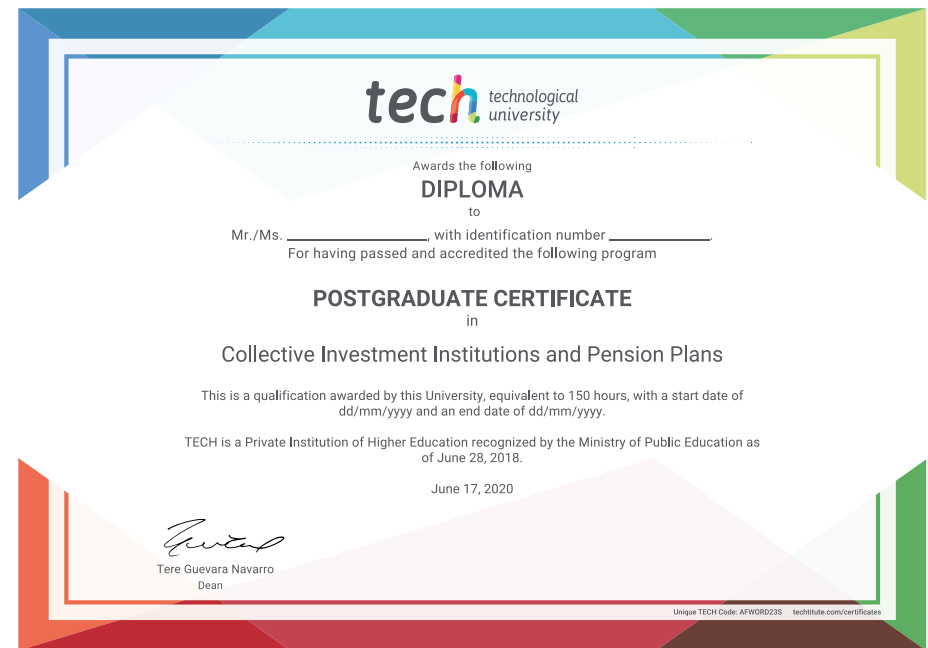 tech technological
university
Awards the following
DIPLOMA
to
Mr./Ms. ____________________, with identification number ______________.
For having passed and accredited the following program
POSTGRADUATE CERTIFICATE
in
Collective Investment Institutions and Pension Plans
This is a qualification awarded by this University, equivalent to 150 hours, with a start date of
dd/mm/yyyy and an end date of dd/mm/yyyy.
TECH is a Private Institution of Higher Education recognized by the Ministry of Public Education as
of June 28, 2018.
June 17, 2020
Tere Guevara Navarro
Dean
Unique TECH Code: AFWORD23S techtitute.com/certificates